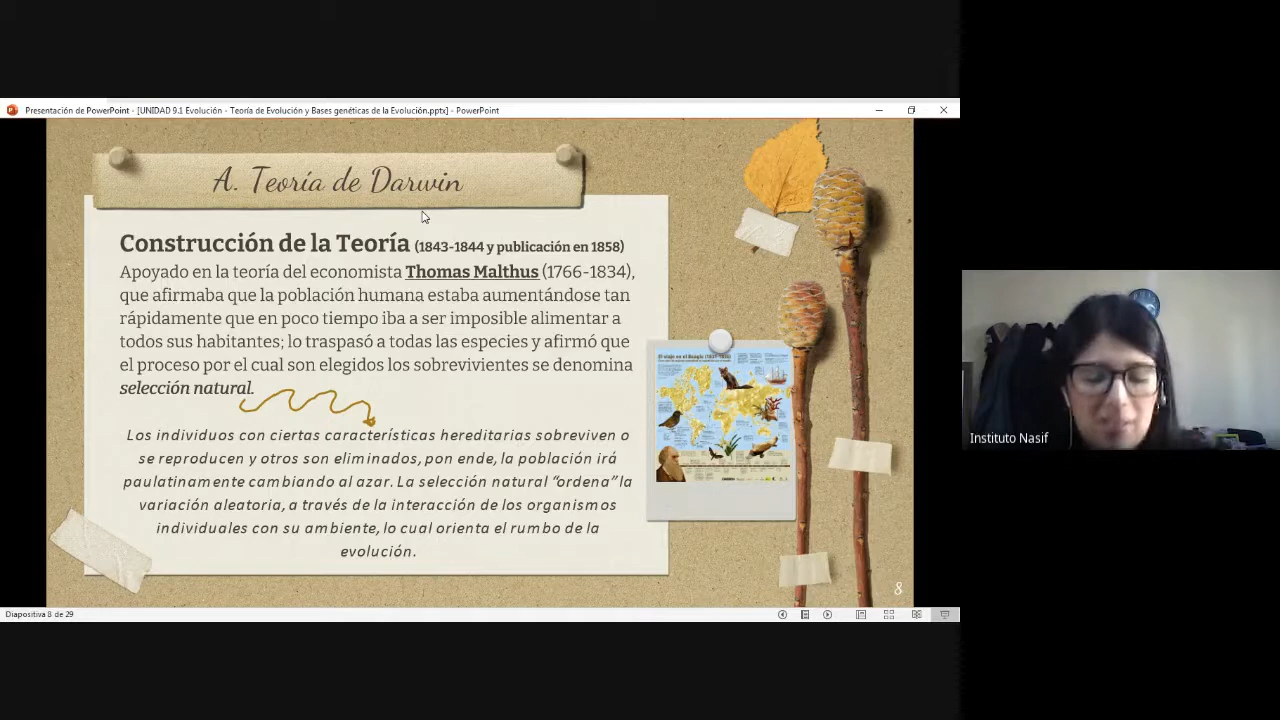 Presentación de PowerPoint - [UNIDAD 9.1 Evolución - Teoría de Evolución y Bases genéticas de la Evolución.pptx] - PowerPoint
A. Teoría de Darwin
Construcción de la Teoría (1843-1844 y publicación en 1858)
Apoyado en la teoría del economista Thomas Malthus (1766-1834),
que afirmaba que la población humana estaba aumentándose tan
rápidamente que en poco tiempo iba a ser imposible alimentar a
todos sus habitantes; lo traspasó a todas las especies y afirmó que
el proceso por el cual son elegidos los sobrevivientes se denomina
selección natural.
Los individuos con ciertas características hereditarias sobreviven o
se reproducen y otros son eliminados, pon ende, la población irá
paulatinamente cambiando al azar. La selección natural “ordena” la
variación aleatoria, a través de la interacción de los organismos
individuales con su ambiente, lo cual orienta el rumbo de la
evolución.
8
Diapositiva 8 de 29
Instituto Nasif